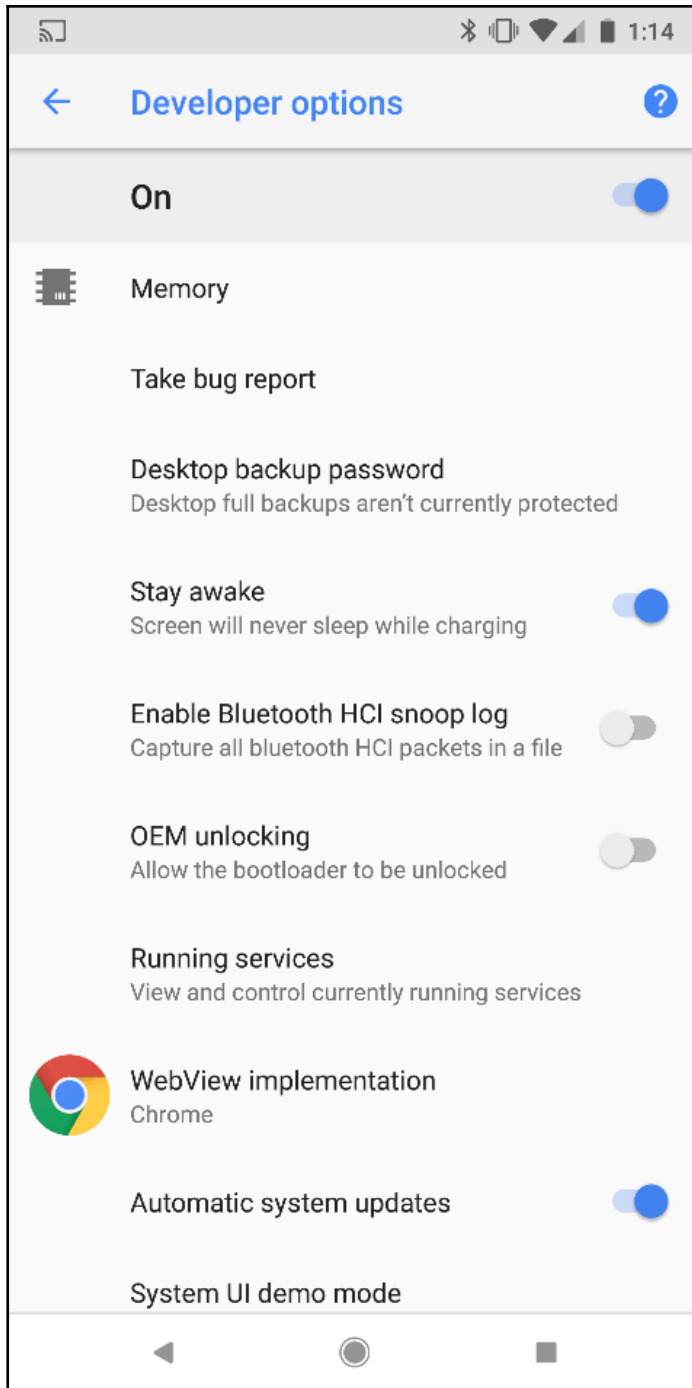 1:14
Developer options
On
Memory
Take bug report
Desktop backup password
Desktop full backups aren't currently protected
Stay awake
Screen will never sleep while charging
Enable Bluetooth HCI snoop log
Capture all bluetooth HCI packets in a file
OEM unlocking
Allow the bootloader to be unlocked
Running services
View and control currently running services
WebView implementation
Chrome
Automatic system updates
System UI demo mode